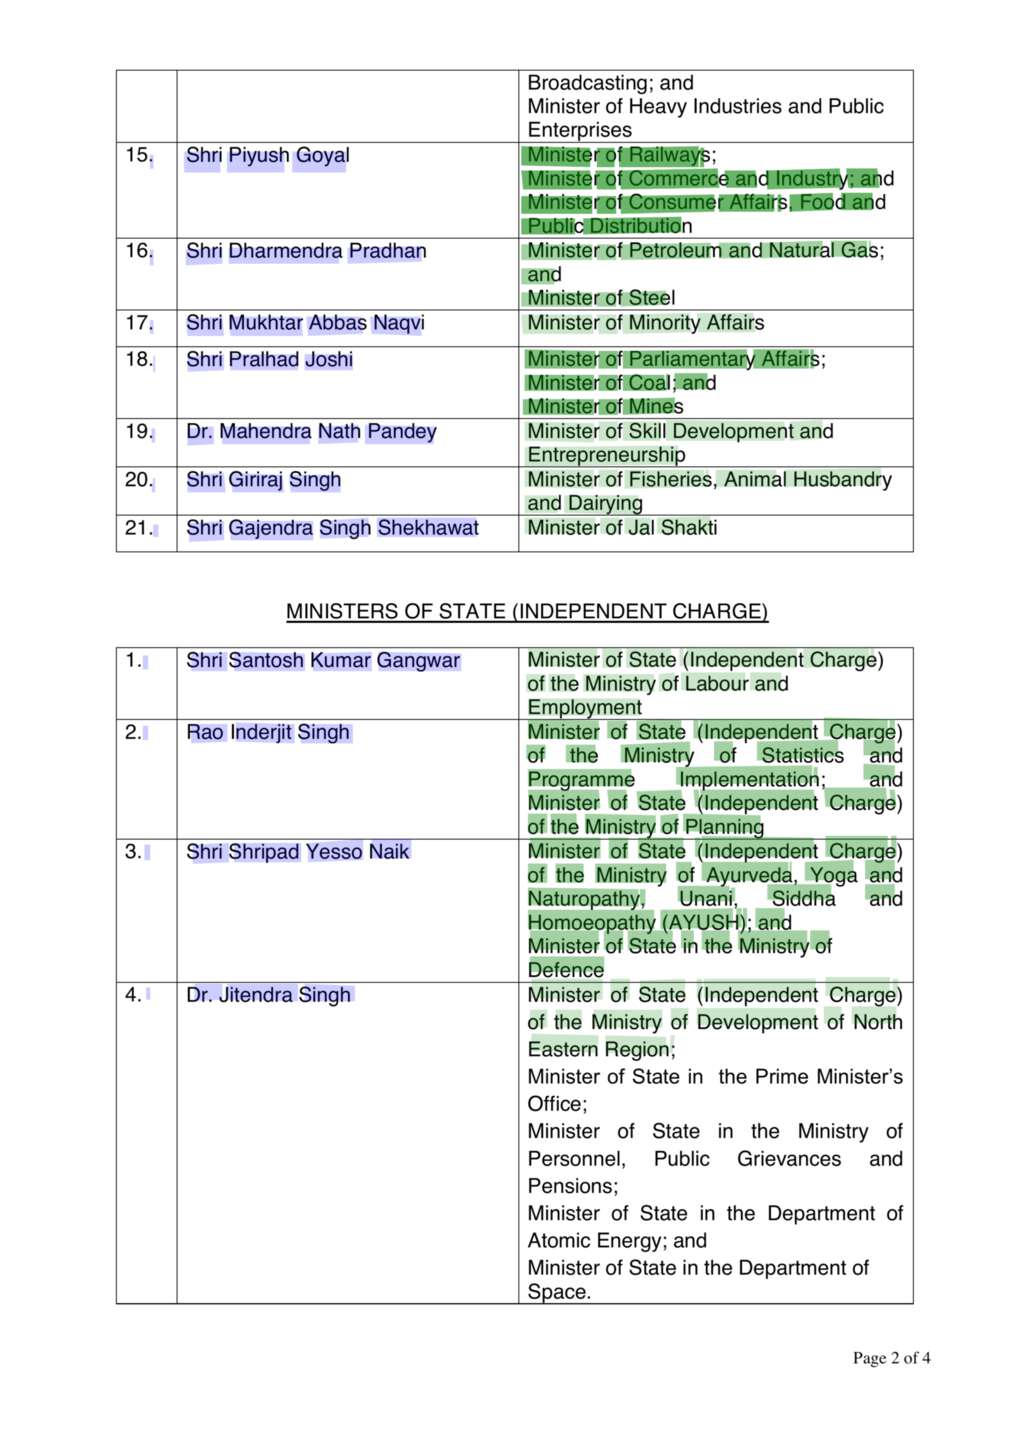 Broadcasting; and
Minister of Heavy Industries and Public
Enterprises
15. Shri Piyush Goyal Minister of Railways;
Minister of Commerce and Industry; and
Minister of Consumer Affairs, Food and
Public Distribution
16. Shri Dharmendra Pradhan Minister of Petroleum and Natural Gas;
and
Minister of Steel
17. Shri Mukhtar Abbas Naqvi Minister of Minority Affairs
18. Shri Pralhad Joshi Minister of Parliamentary Affairs;
Minister of Coal; and
Minister of Mines
19. Dr. Mahendra Nath Pandey Minister of Skill Development and
Entrepreneurship
20. Shri Giriraj Singh Minister of Fisheries, Animal Husbandry
and Dairying
21. Shri Gajendra Singh Shekhawat Minister of Jal Shakti
MINISTERS OF STATE (INDEPENDENT CHARGE)
1. Shri Santosh Kumar Gangwar Minister of State (Independent Charge)
of the Ministry of Labour and
Employment
2. Rao Inderjit Singh Minister of State (Independent Charge)
of the Ministry of Statistics and
Programme Implementation; and
Minister of State (Independent Charge)
of the Ministry of Planning
3. Shri Shripad Yesso Naik Minister of State (Independent Charge)
of the Ministry of Ayurveda, Yoga and
Naturopathy, Unani, Siddha and
Homoeopathy (AYUSH); and
Minister of State in the Ministry of
Defence
4. Dr. Jitendra Singh Minister of State (Independent Charge)
of the Ministry of Development of North
Eastern Region;
Minister of State in the Prime Minister's
Office;
Minister of State in the Ministry of
Personnel, Public Grievances and
Pensions;
Minister of State in the Department of
Atomic Energy; and
Minister of State in the Department of
Space.
Page 2 of 4